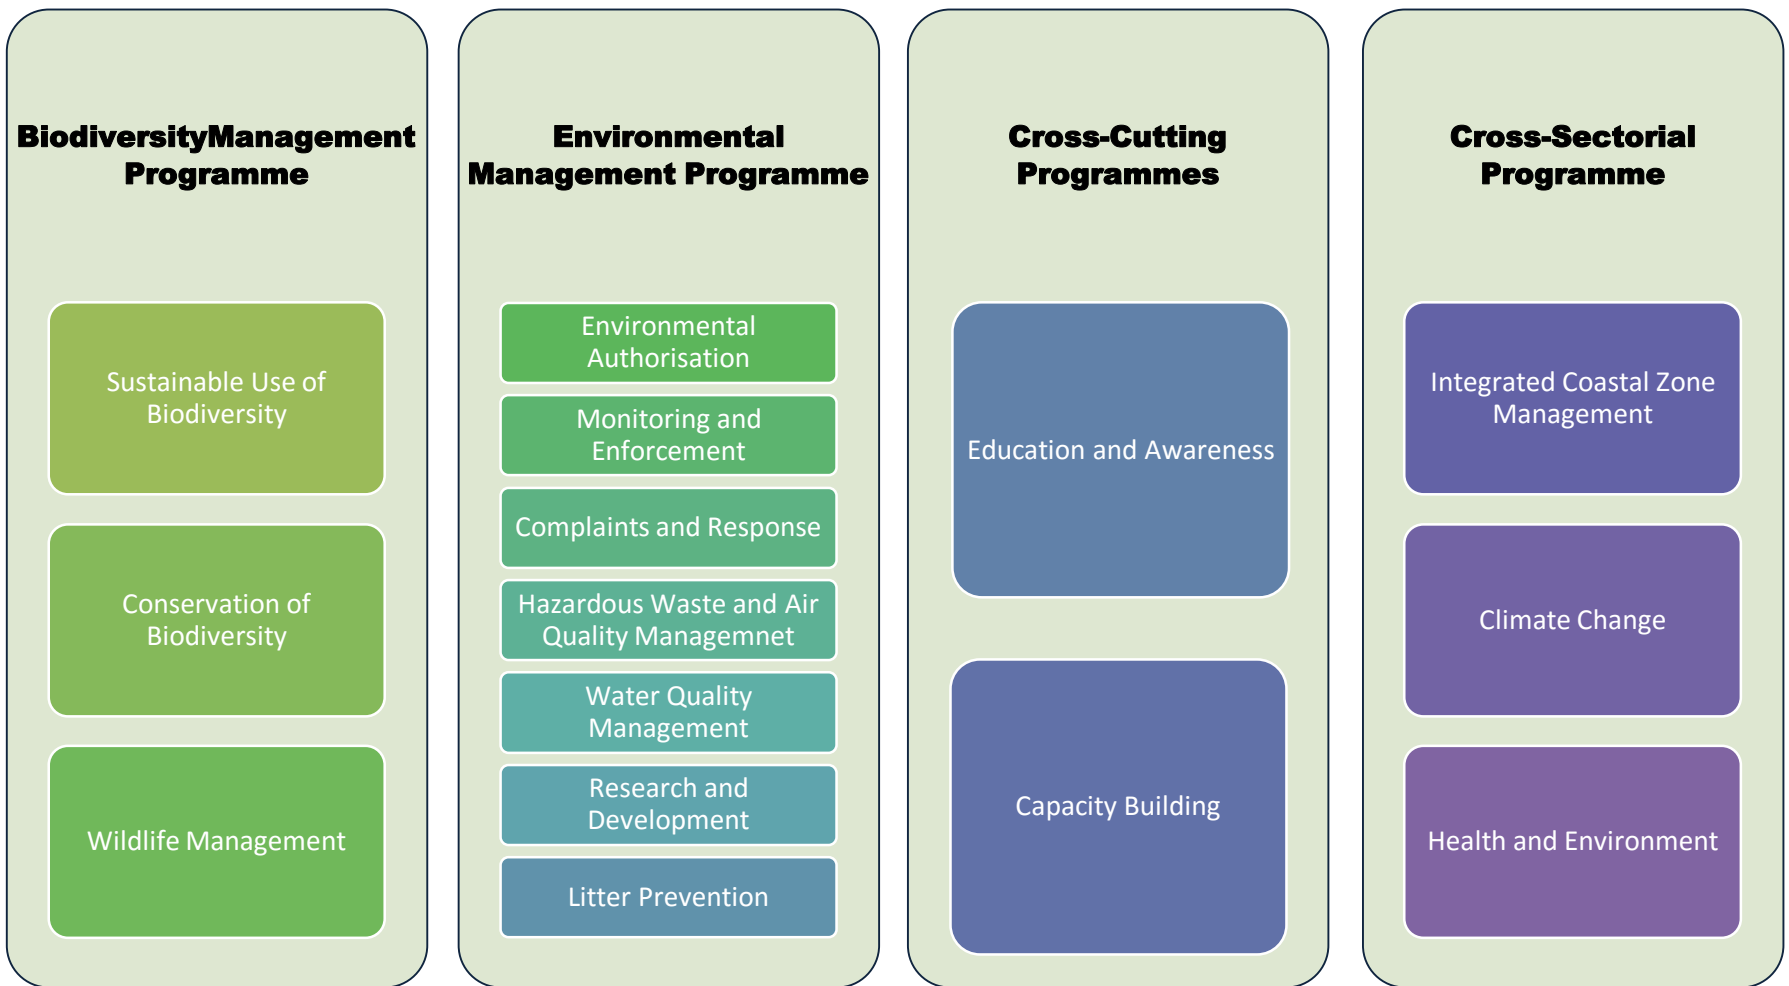 BiodiversityManagement
Programme
Sustainable Use of
Biodiversity
Conservation of
Biodiversity
Wildlife Management
Environmental
Management Programme
Environmental
Authorisation
Monitoring and
Enforcement
Complaints and Response
Hazardous Waste and Air
Quality Managemnet
Water Quality
Management
Research and
Development
Litter Prevention
Cross-Cutting
Programmes
Education and Awareness
Capacity Building
Cross-Sectorial
Programme
Integrated Coastal Zone
Management
Climate Change
Health and Environment